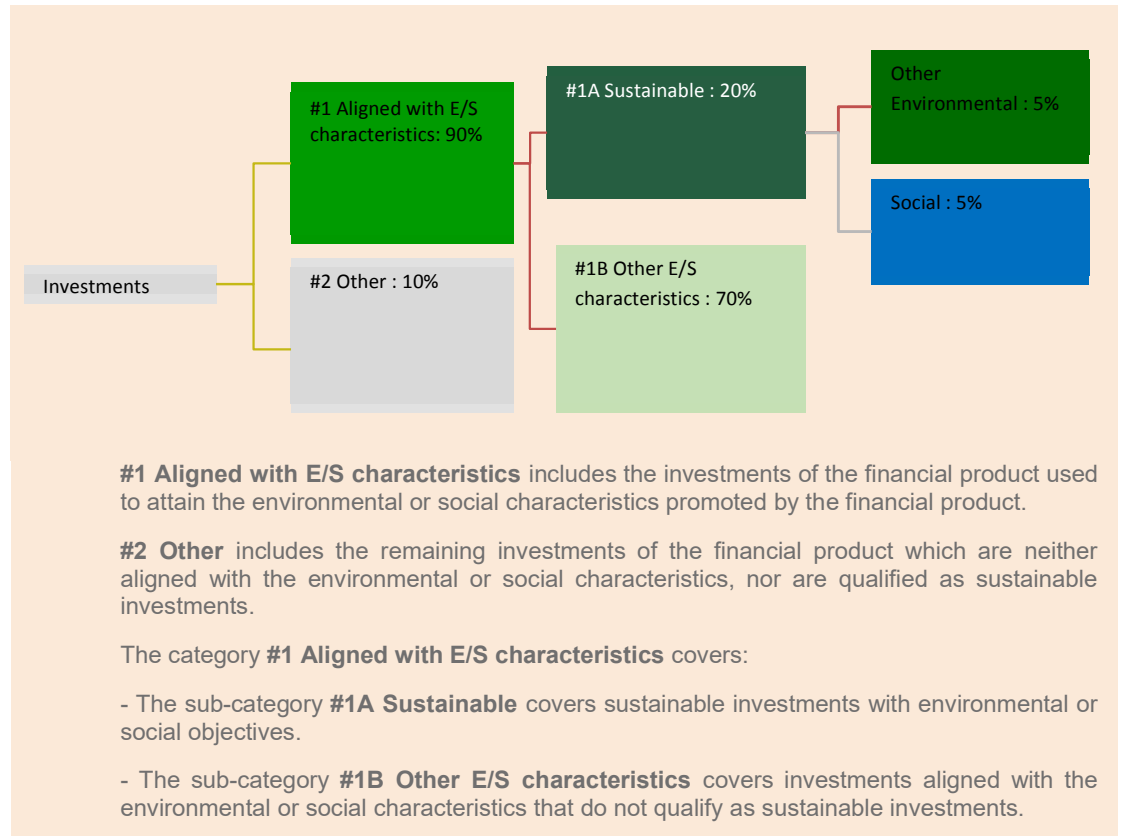 Investments
#1 Aligned with E/S
characteristics: 90%
#2 Other : 10%
#1A Sustainable : 20%
#1B Other E/S
characteristics : 70%
Other
Environmental : 5%
Social : 5%
#1 Aligned with E/S characteristics includes the investments of the financial product used
to attain the environmental or social characteristics promoted by the financial product.
#2 Other includes the remaining investments of the financial product which are neither
aligned with the environmental or social characteristics, nor are qualified as sustainable
investments.
The category #1 Aligned with E/S characteristics covers:
- The sub-category #1A Sustainable covers sustainable investments with environmental or
social objectives.
- The sub-category #1B Other E/S characteristics covers investments aligned with the
environmental or social characteristics that do not qualify as sustainable investments.